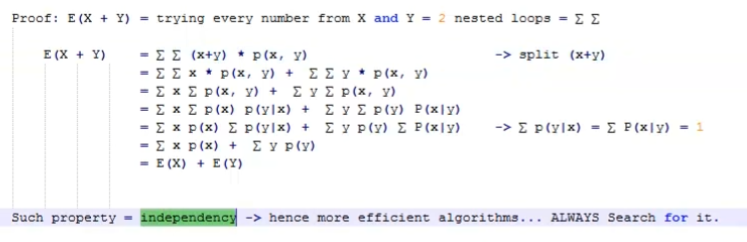 Proof: E(X + Y) = trying every number from X and Y = 2 nested loops = Σ Σ
E(X + Y) = Σ Σ (x+y) * p(x, y) -> split (x+y)
= Σ Σ x * p(x, y) + Σ Σ y * p(x, y)
= Σ x Σ p(x, y) + Σ y Σ p(x, y)
= Σ x Σ p(x) p(y|x) + Σ y Σ p(y) P(x|y)
= Σ x p(x) Σ p(y|x) + Σ y p(y) Σ P(x|y) -> Σ p(y|x) = Σ P(x|y) = 1
= Σ x p(x) + Σ y p(y)
= E(X) + E(Y)
Such property = independency -> hence more efficient algorithms... ALWAYS Search for it.